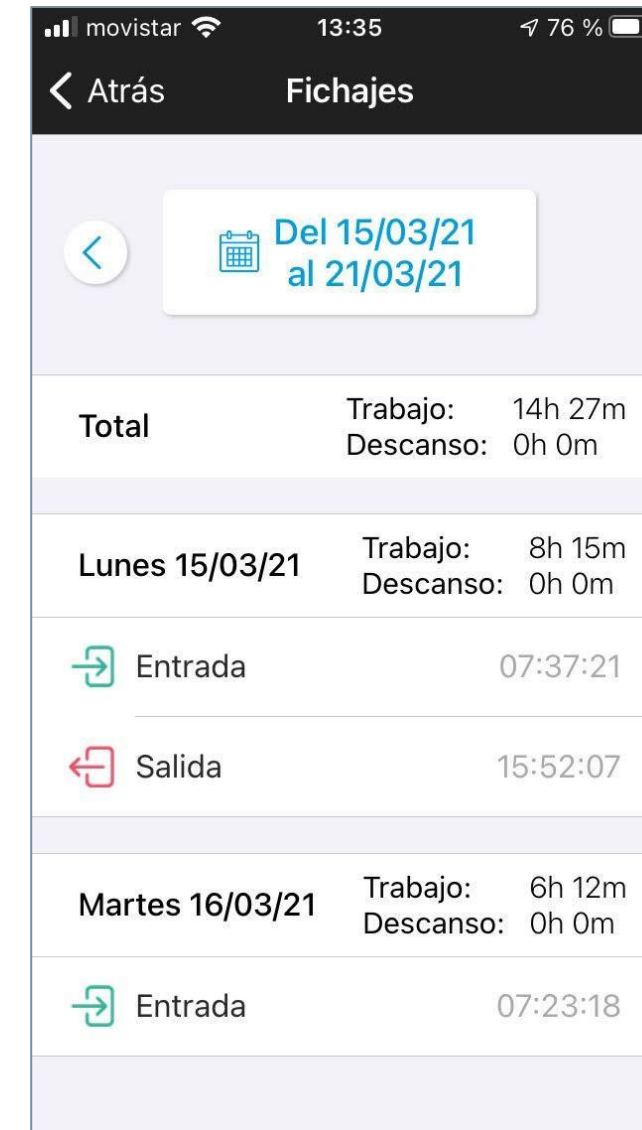 movistar 13:35 76 %
Atrás Fichajes
Del 15/03/21
al 21/03/21
Total Trabajo: 14h 27m
Descanso: 0h 0m
Lunes 15/03/21 Trabajo: 8h 15m
Descanso: 0h 0m
Entrada 07:37:21
Salida 15:52:07
Martes 16/03/21 Trabajo: 6h 12m
Descanso: 0h 0m
Entrada 07:23:18